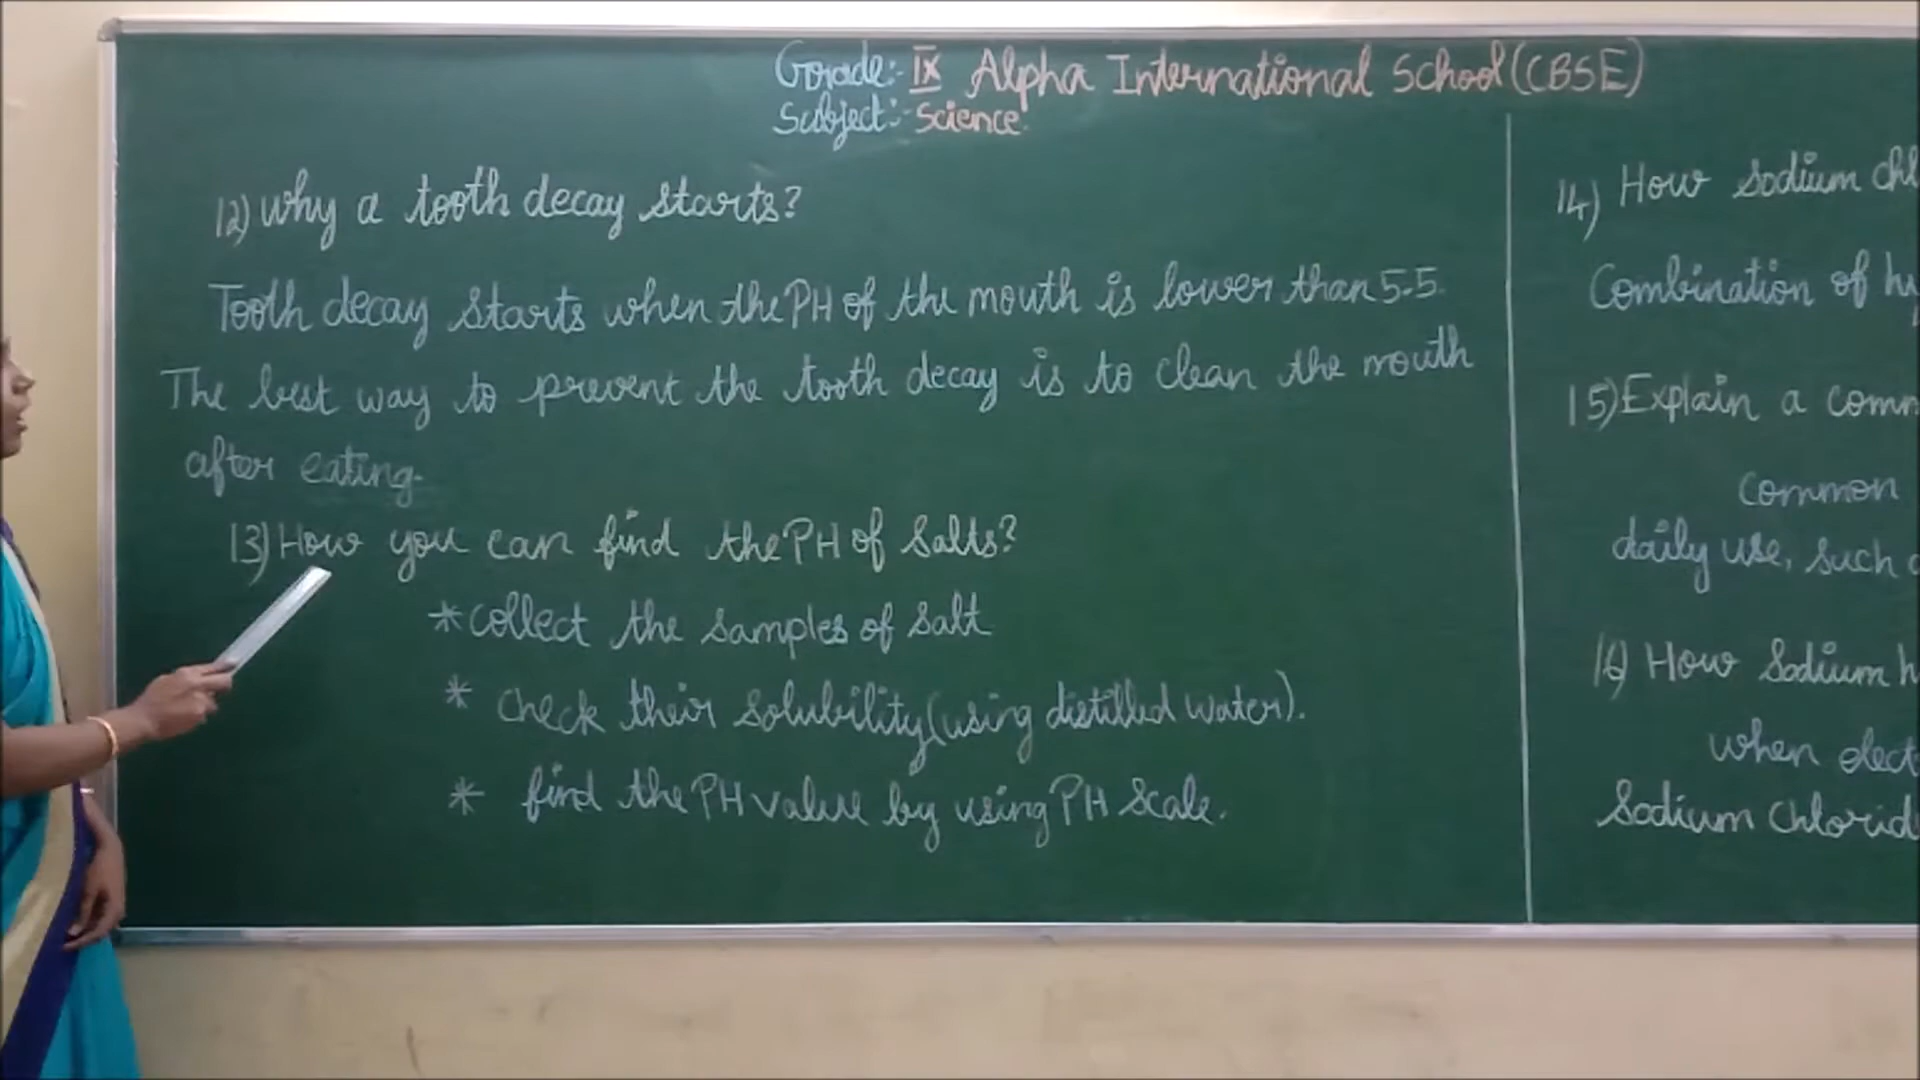 Grade:- IX Alpha International School (CBSE)
Subject:- Science.
12) Why a tooth decay starts?
Tooth decay starts when the PH of the mouth is lower than 5.5.
The best way to prevent the tooth decay is to clean the mouth
after eating.
13) How you can find the PH of Salts?
* collect the samples of salt
* check their solubility (using distilled water).
* find the PH value by using PH Scale.
14) How Sodium
Combination of
15) Explain a
Common
daily use, such
16) How Sodium
when
Sodium